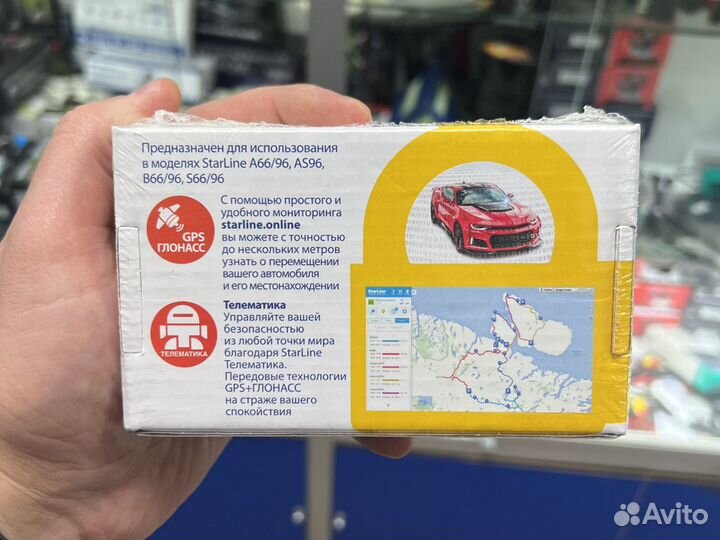 Предназначен для использования
в моделях StarLine A66/96, AS96,
B66/96, S66/96
GPS
ГЛОНАСС
С помощью простого и
удобного мониторинга
starline.online
вы можете с точностью
до нескольких метров
узнать о перемещении
вашего автомобиля
и его местонахождении
ТЕЛЕМАТИКА
Телематика
Управляйте вашей
безопасностью
из любой точки мира
благодаря StarLine
Телематика.
Передовые технологии
GPS+ГЛОНАСС
на страже вашего
спокойствия
StarLine
Avito